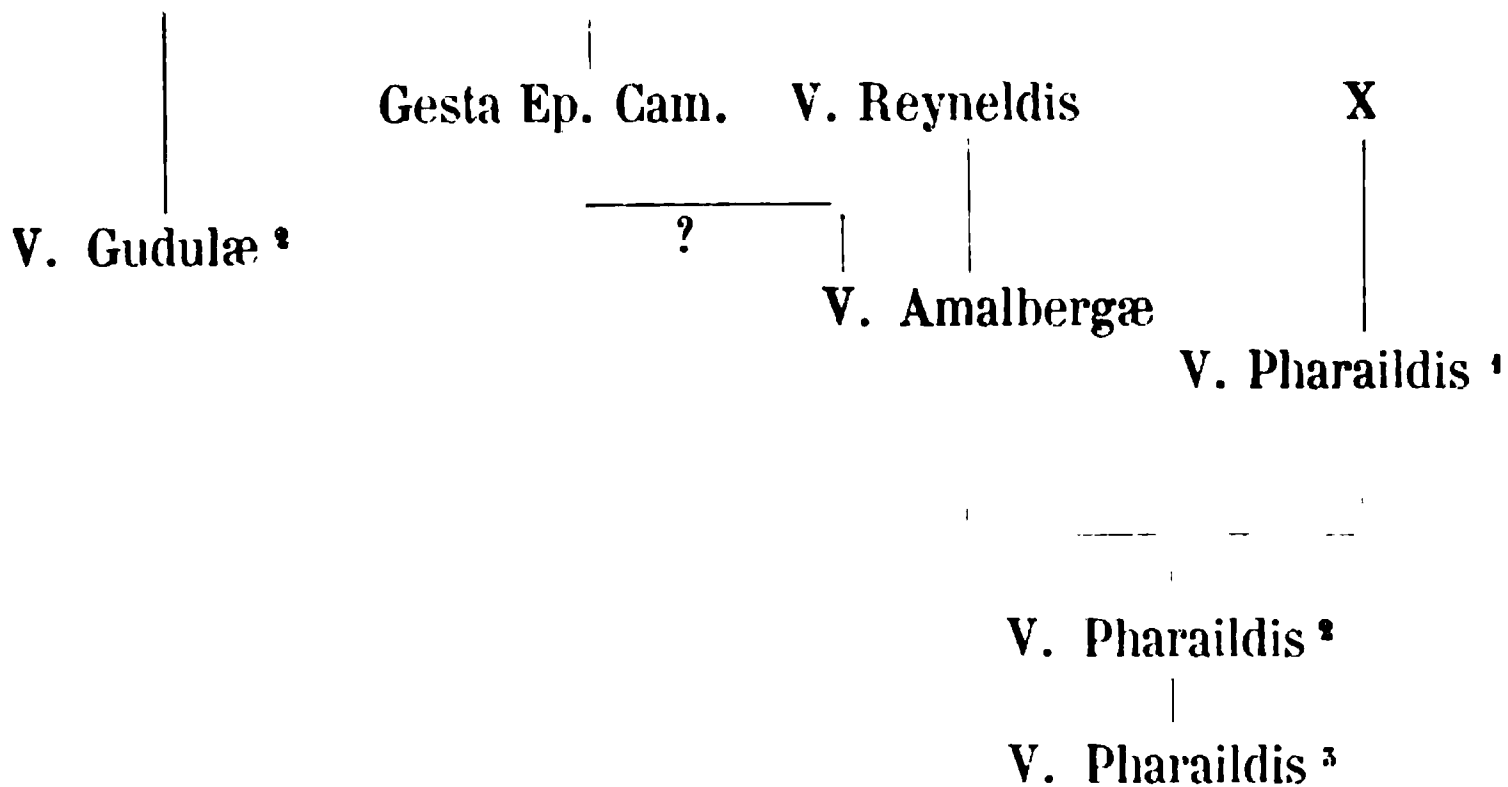 Gesta Ep. Cam. V. Reyneldis X
V. Gudulæ ²
?
V. Amalbergæ
V. Pharaildis ¹
V. Pharaildis ²
V. Pharaildis ³